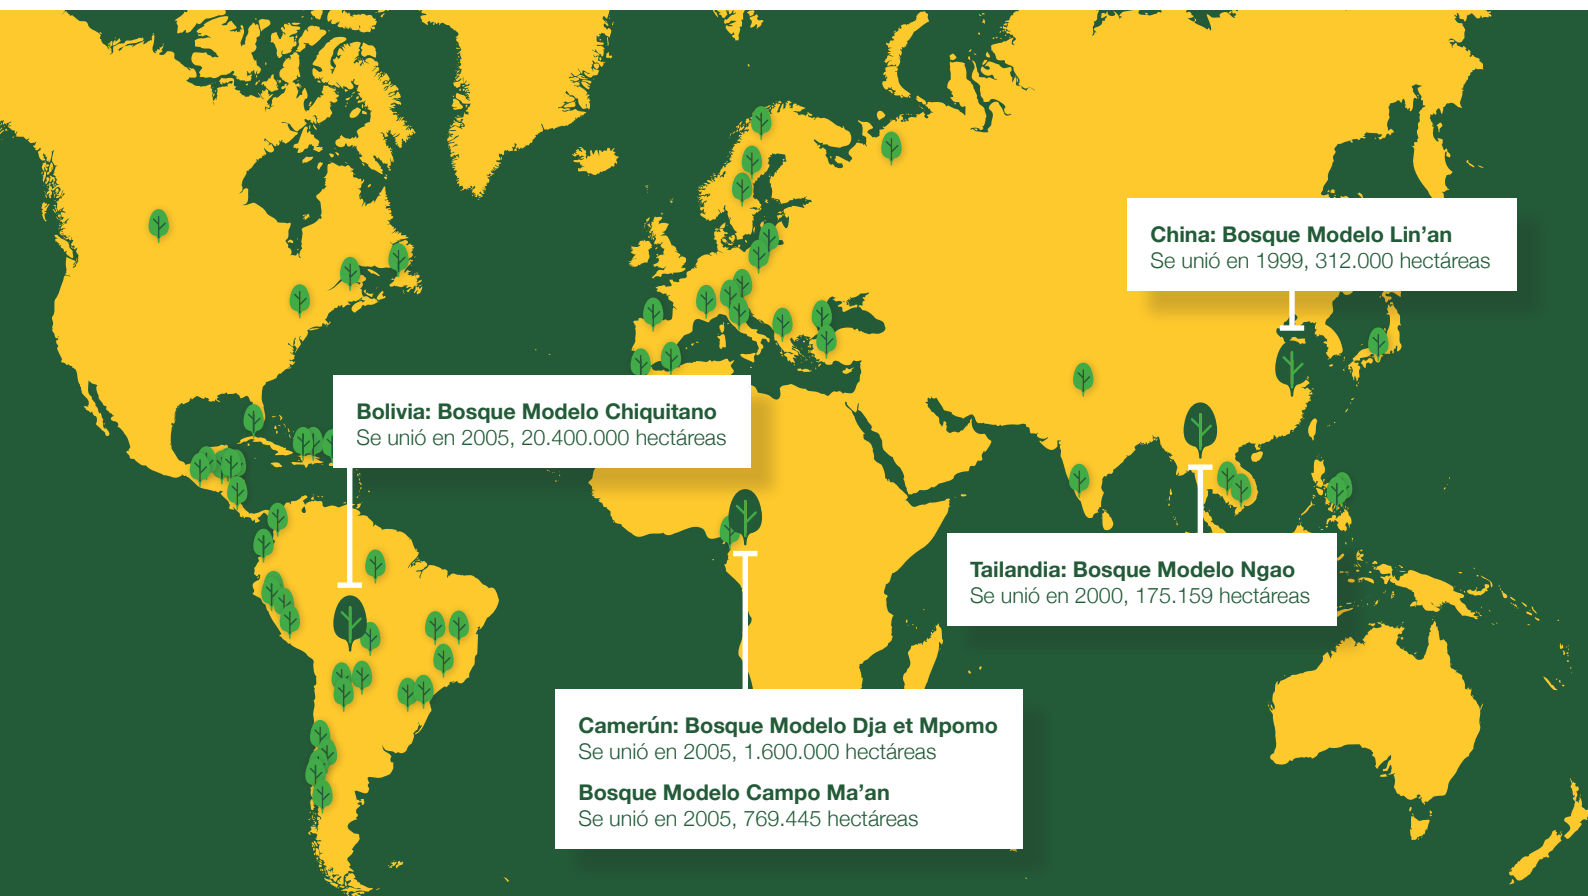 China: Bosque Modelo Lin’an
Se unió en 1999, 312.000 hectáreas
Bolivia: Bosque Modelo Chiquitano
Se unió en 2005, 20.400.000 hectáreas
Tailandia: Bosque Modelo Ngao
Se unió en 2000, 175.159 hectáreas
Camerún: Bosque Modelo Dja et Mpomo
Se unió en 2005, 1.600.000 hectáreas
Bosque Modelo Campo Ma’an
Se unió en 2005, 769.445 hectáreas